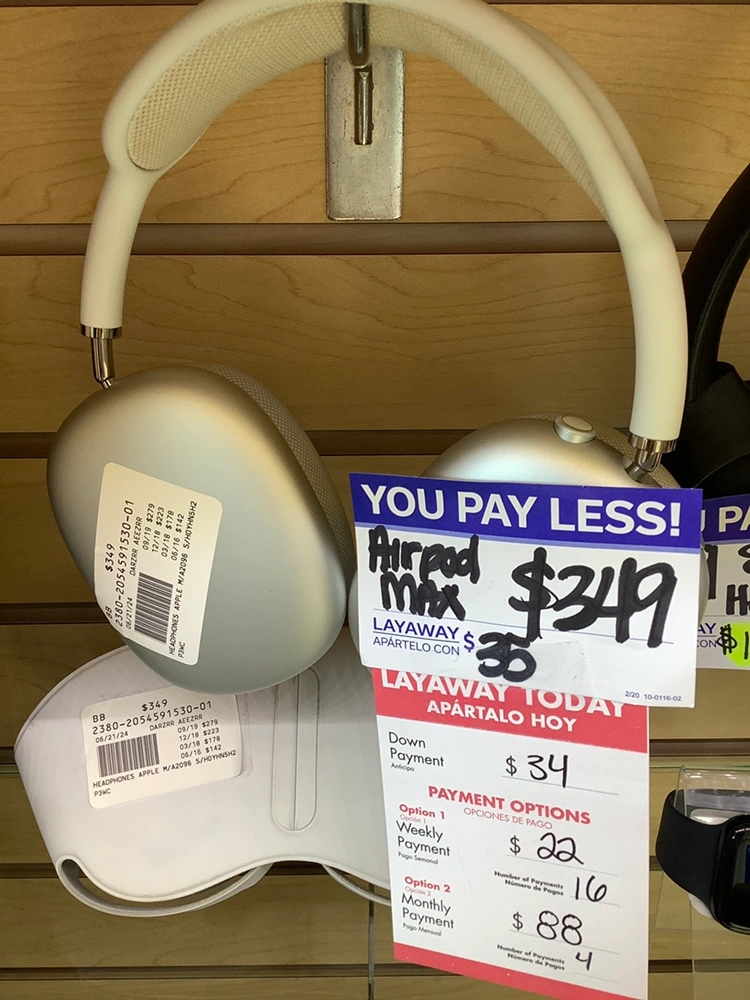 BB $349
2380-2054591530-01
06/21/24 DARZRR AEEZRR
09/19 $279
12/18 $223
03/18 $178
06/16 $142
HEADPHONES APPLE M/A2096 S/H0YHN5H2
P3WC
YOU PAY LESS!
Airpod
MAX
$349
LAYAWAY $35
APÁRTELO CON
2/20 10-0116-02
LAYAWAY TODAY
APÁRTALO HOY
Down
Payment
Anticipo
$ 34
PAYMENT OPTIONS
OPCIONES DE PAGO
Option 1
Opción 1
Weekly
Payment
Pago Semanal
$ 22
Number of Payments
Número de Pagos
16
Option 2
Opción 2
Monthly
Payment
Pago Mensual
$ 88
Number of Payments
Número de Pagos
4
BB $349
2380-2054591530-01
06/21/24 DARZRR AEEZRR
09/19 $279
12/18 $223
03/18 $178
06/16 $142
HEADPHONES APPLE M/A2096 S/H0YHN5H2
P3WC